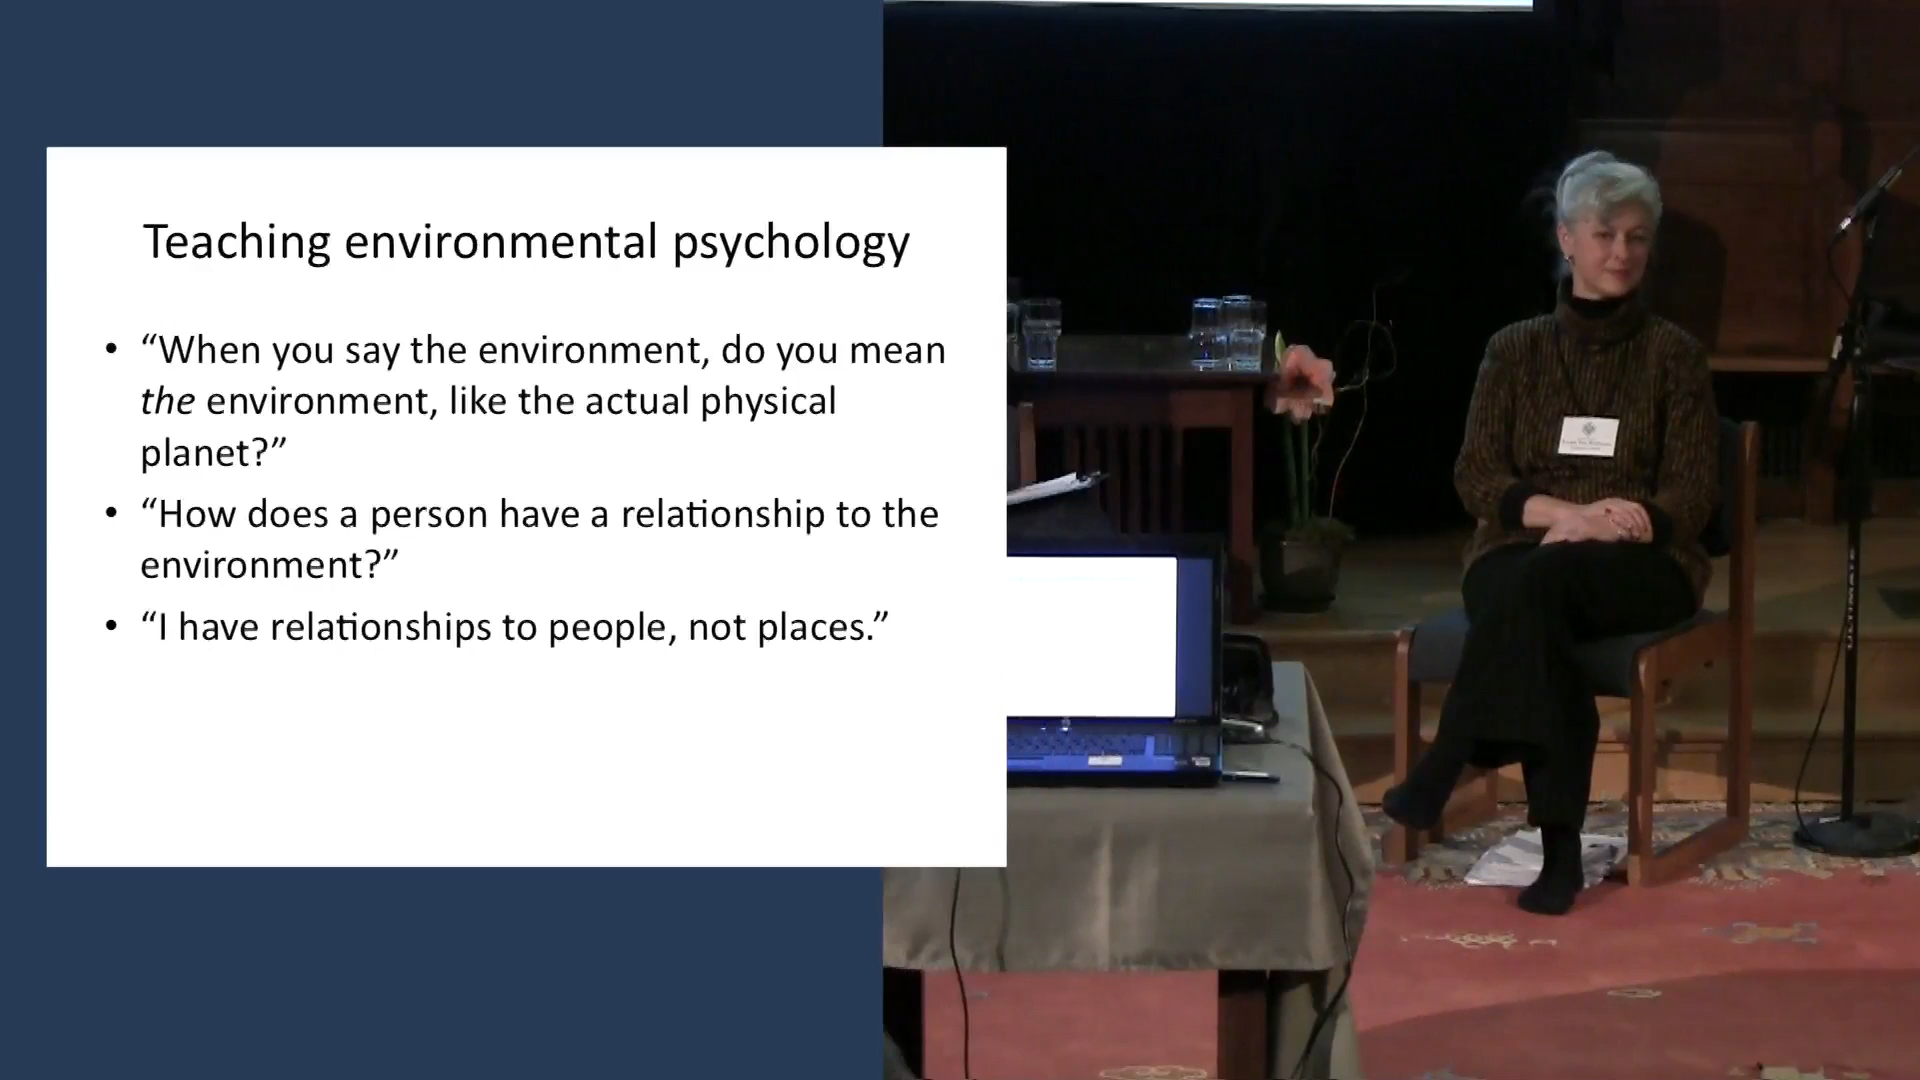 Teaching environmental psychology
• “When you say the environment, do you mean
the environment, like the actual physical
planet?”
• “How does a person have a relationship to the
environment?”
• “I have relationships to people, not places.”